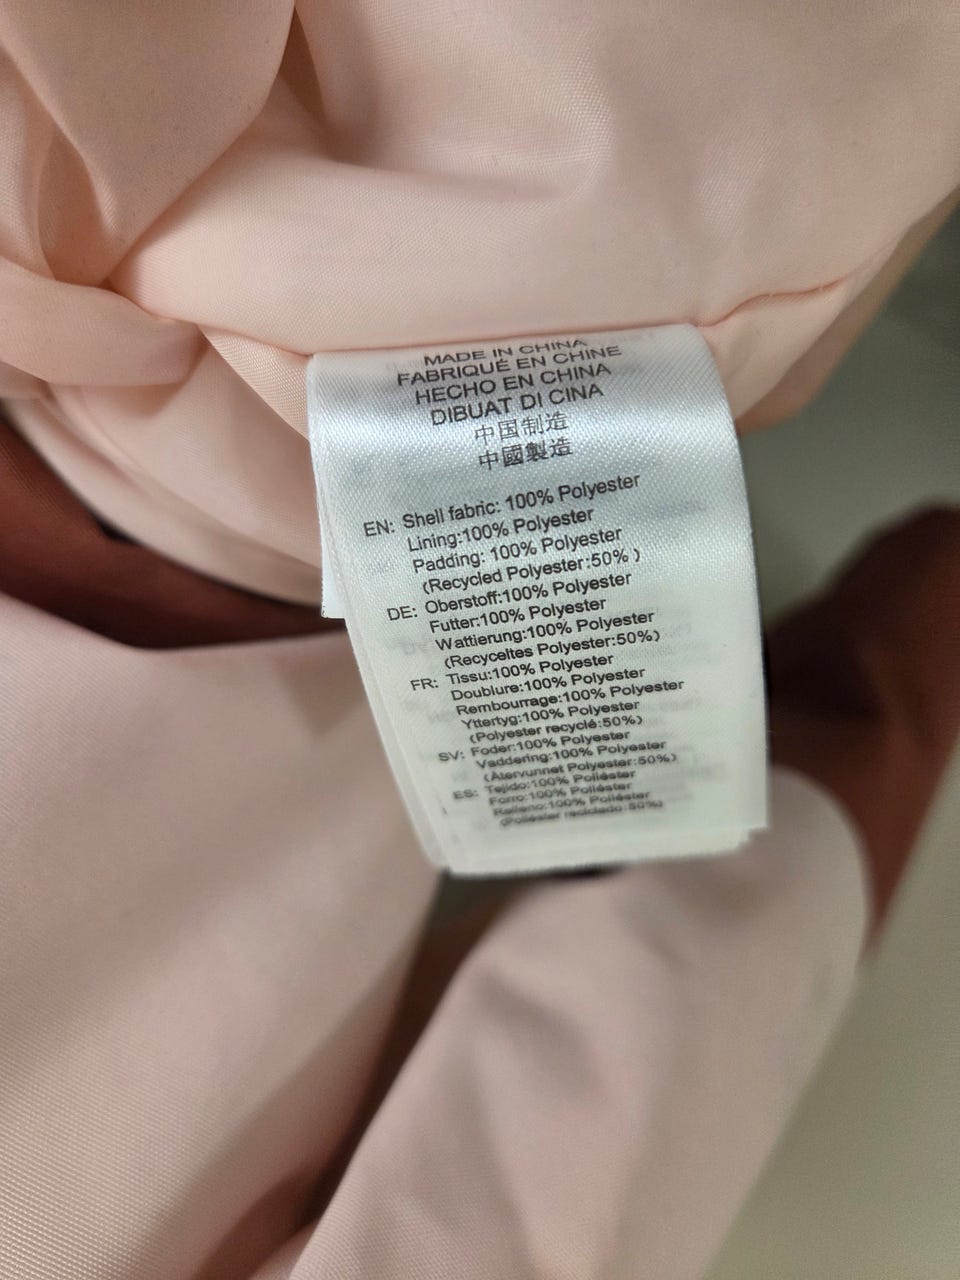 MADE IN CHINA
FABRIQUÉ EN CHINE
HECHO EN CHINA
DIBUAT DI CINA
中国制造
中國製造
EN: Shell fabric: 100% Polyester
Lining:100% Polyester
Padding: 100% Polyester
(Recycled Polyester:50% )
DE: Oberstoff:100% Polyester
Futter:100% Polyester
Wattierung:100% Polyester
(Recyceltes Polyester:50%)
FR: Tissu:100% Polyester
Doublure:100% Polyester
Rembourrage:100% Polyester
Yttertyg:100% Polyester
(Polyester recyclé:50%)
SV: Foder:100% Polyester
Vaddering:100% Polyester
(Återvunnet Polyester:50%)
ES: Tejido:100% Poliéster
Forro:100% Poliéster
Relleno:100% Poliéster
(Poliéster reciclado:50%)